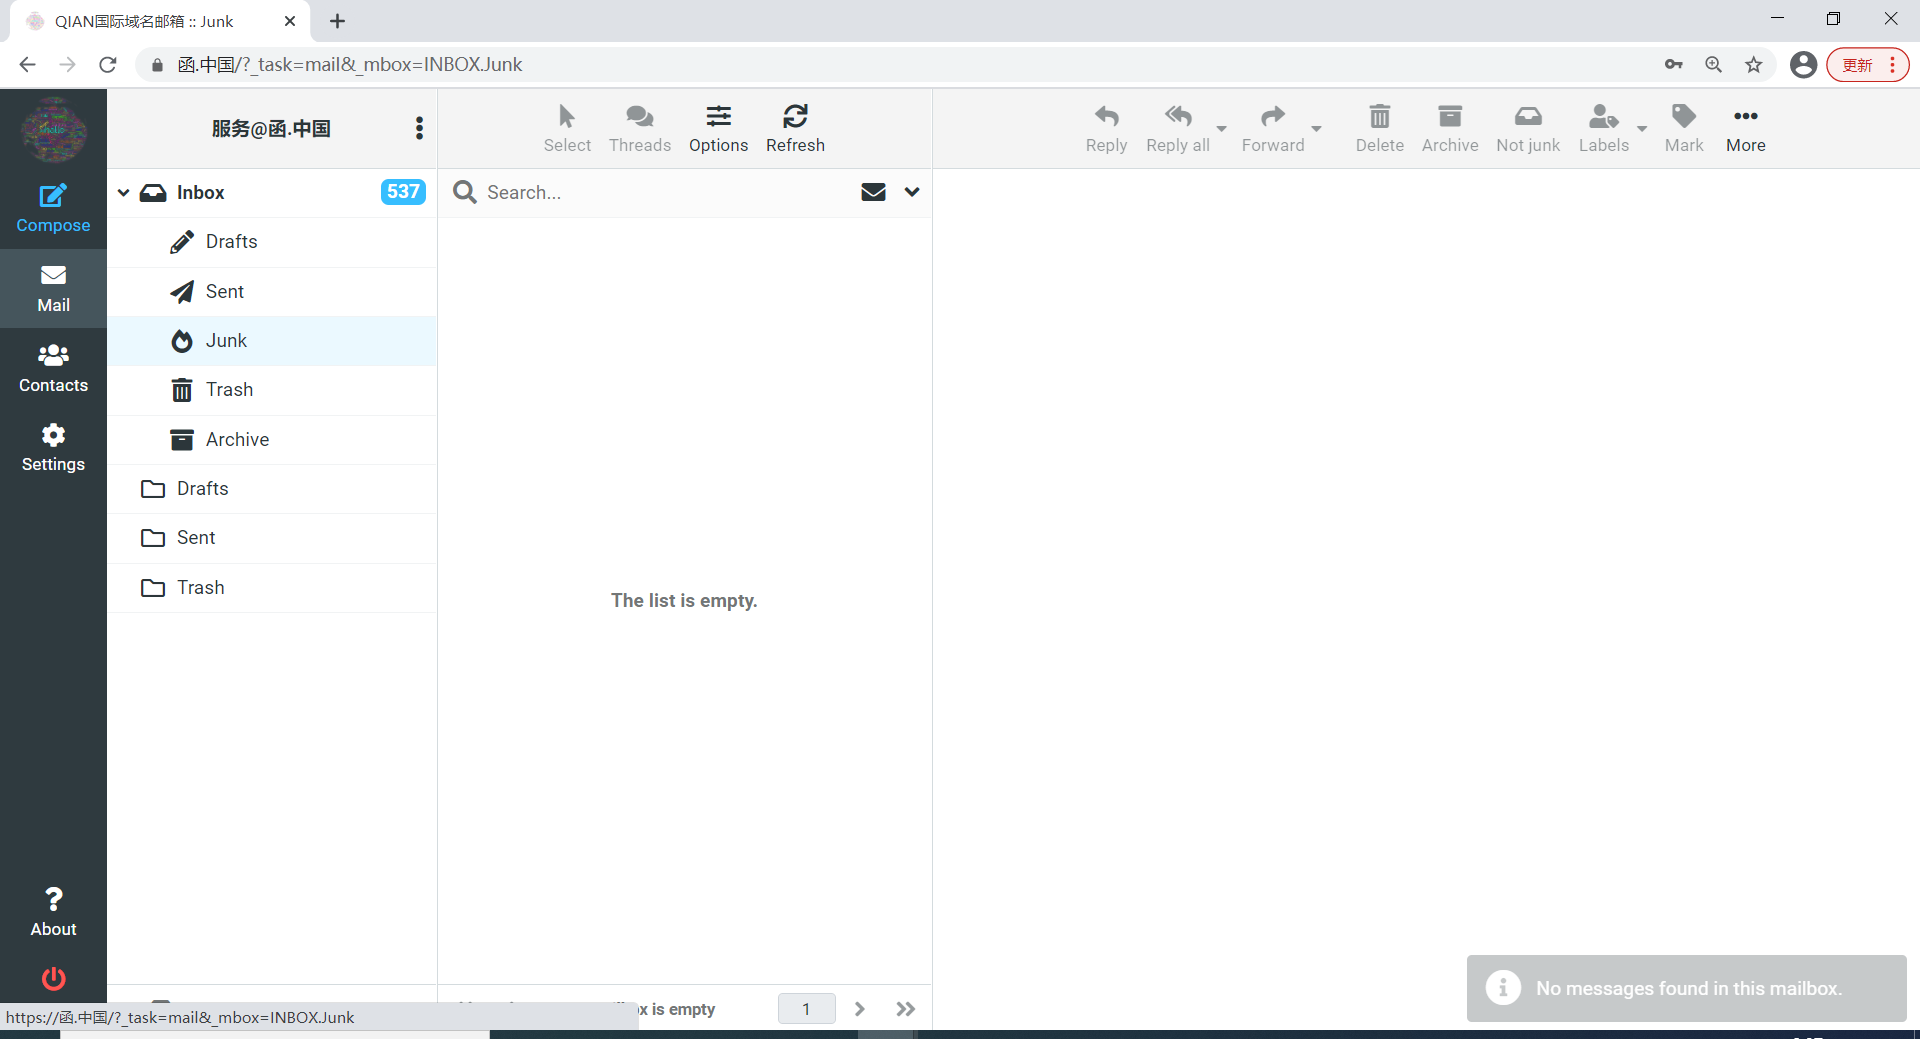 QIAN国际域名邮箱 :: Junk
函.中国/?_task=mail&_mbox=INBOX.Junk
更新
服务@函.中国
Select
Threads
Options
Refresh
Reply
Reply all
Forward
Delete
Archive
Not junk
Labels
Mark
More
Compose
Mail
Contacts
Settings
About
Inbox
537
Drafts
Sent
Junk
Trash
Archive
Drafts
Sent
Trash
Search...
The list is empty.
is empty
1
No messages found in this mailbox.
https://函.中国/?_task=mail&_mbox=INBOX.Junk